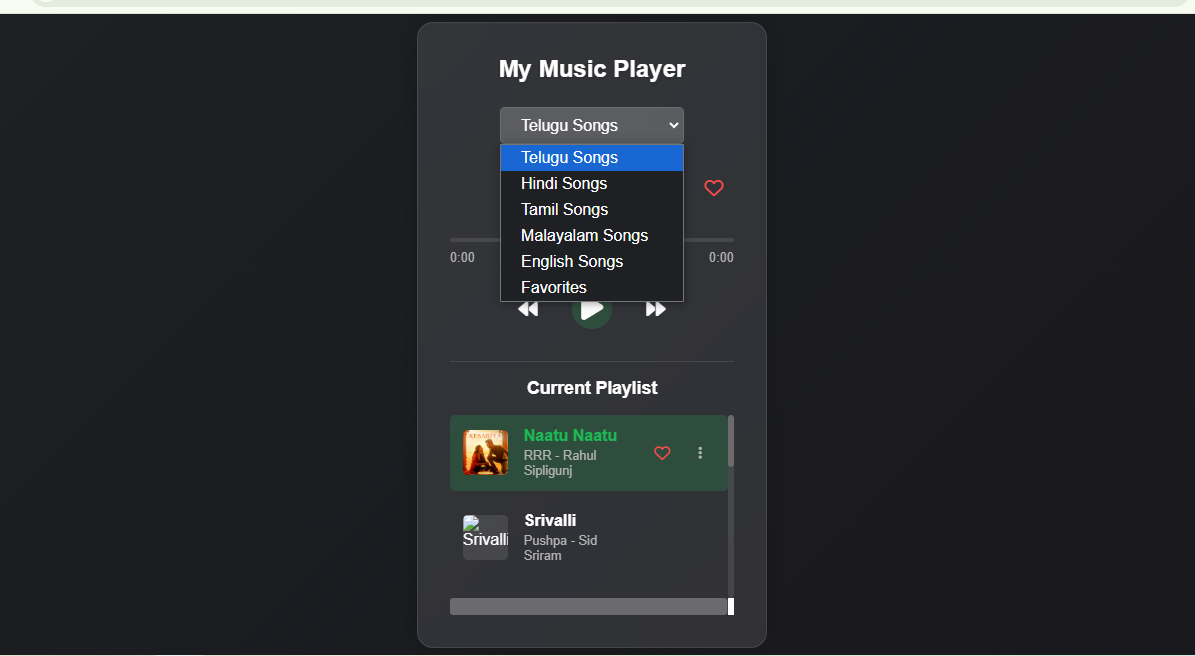 My Music Player
Telugu Songs
Telugu Songs
Hindi Songs
Tamil Songs
Malayalam Songs
English Songs
Favorites
0:00
0:00
Current Playlist
KESARIYA
Naatu Naatu
RRR - Rahul
Sipligunj
Srivalli
Srivalli
Pushpa - Sid
Sriram